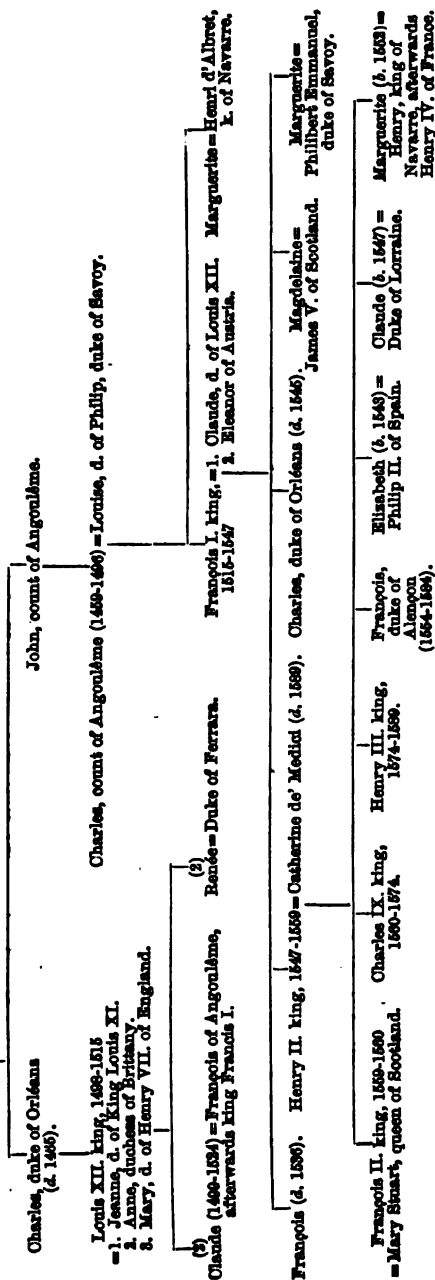 Charles, duke of Orléans
(d. 1465).
John, count of Angoulême.
Louis XII. king, 1498-1515
=1. Jeanne, d. of King Louis XI.
2. Anne, duchess of Brittany.
3. Mary, d. of Henry VII. of England.
Charles, count of Angoulême (1459-1496)=Louise, d. of Philip, duke of Savoy.
(2)
Claude (1499-1524)=François of Angoulême,
afterwards king Francis I.
(2)
Renée=Duke of Ferrara.
François I. king,=1. Claude, d. of Louis XII.
1515-1547
2. Eleanor of Austria.
Marguerite=Henri d'Albret,
k. of Navarre.
François (d. 1536).
Henry II. king, 1547-1559=Catherine de' Medici (d. 1589).
Charles, duke of Orléans (d. 1545).
Magdelaine=
James V. of Scotland.
Marguerite=
Philibert Emmanuel,
duke of Savoy.
François II. king, 1559-1560
=Mary Stuart, queen of Scotland.
Charles IX. king,
1560-1574.
Henry III. king,
1574-1589.
François,
duke of
Alençon
(1554-1584).
Elizabeth (b. 1543)=
Philip II. of Spain.
Claude (b. 1547)=
Duke of Lorraine.
Marguerite (b. 1552)=
Henry, king of
Navarre, afterwards
Henry IV. of France.